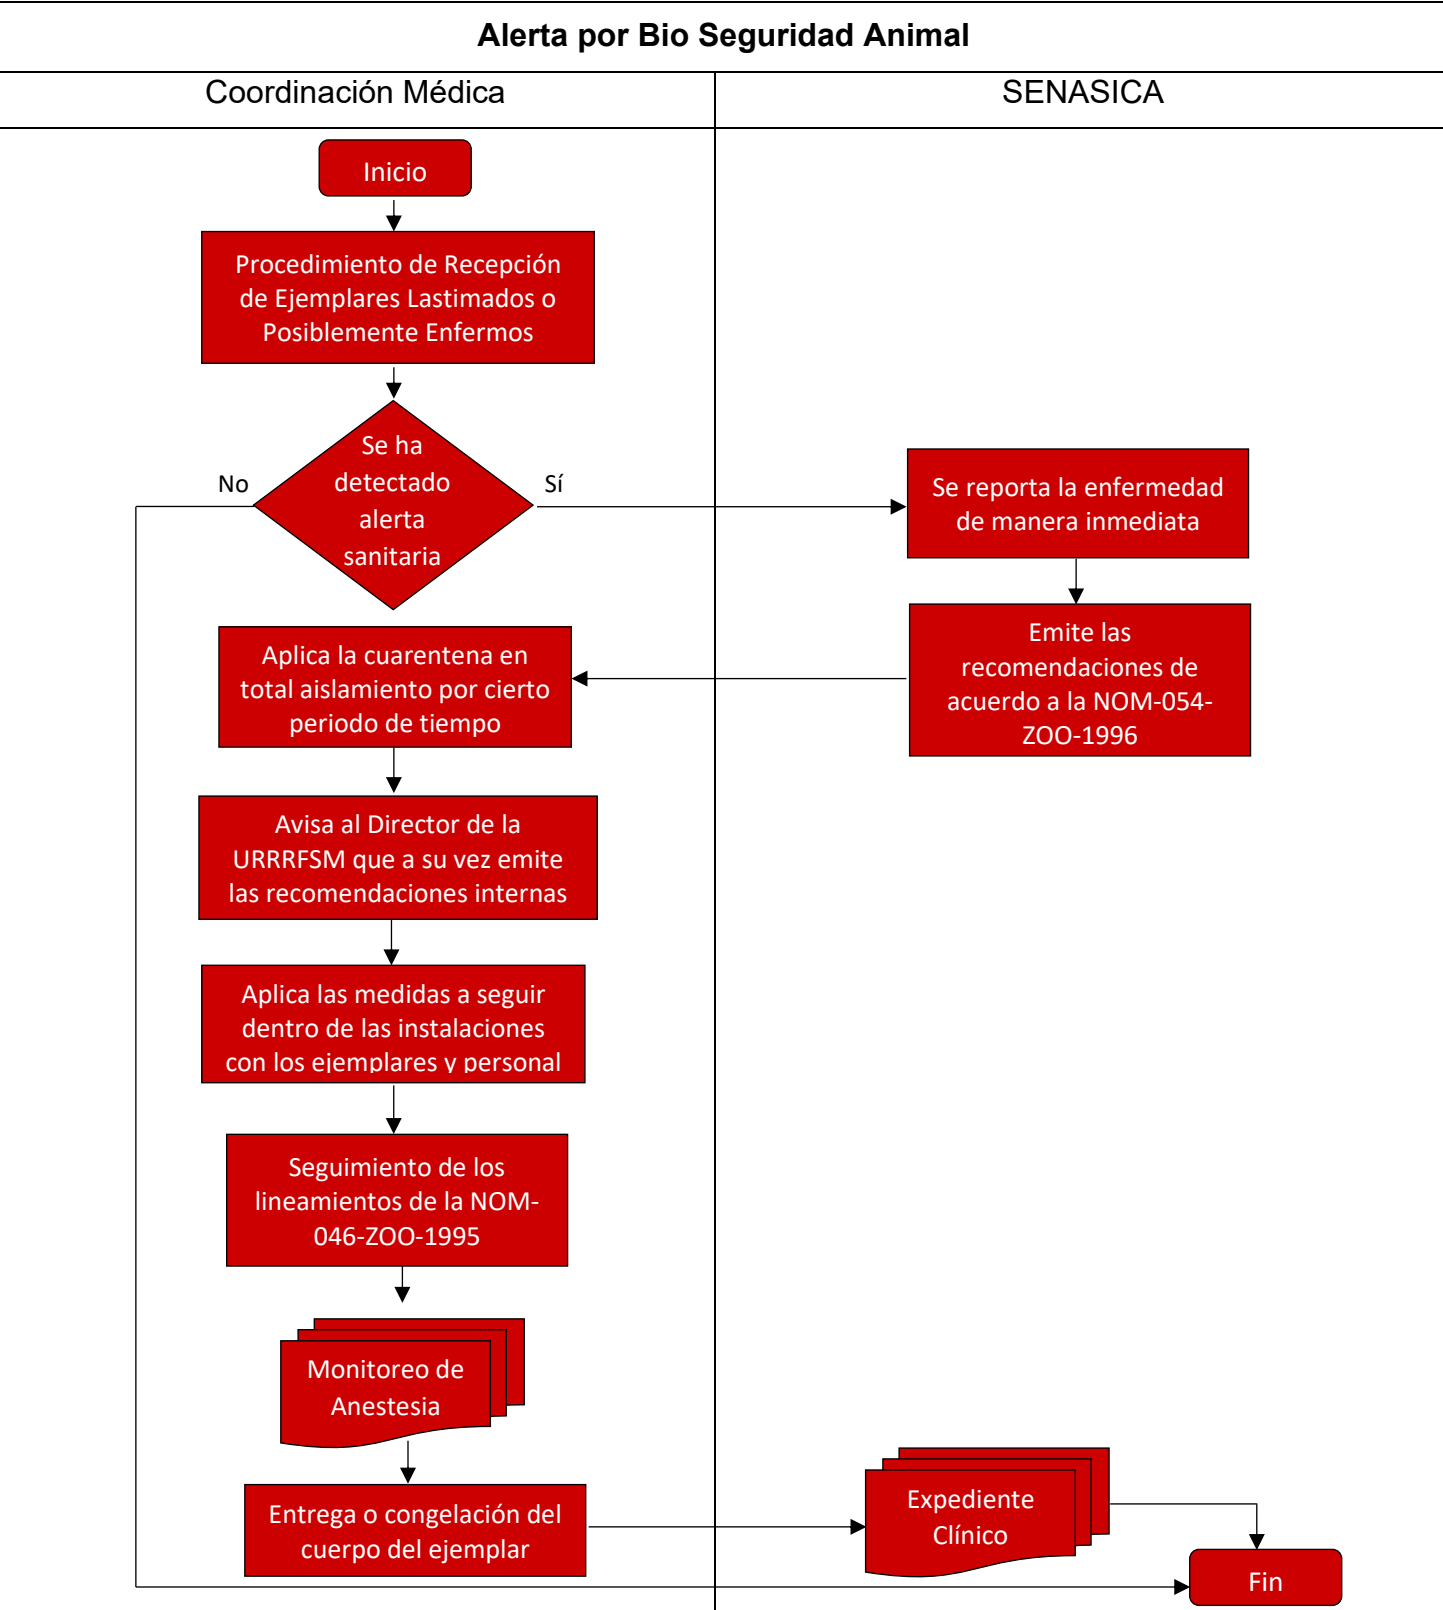 Alerta por Bio Seguridad Animal
Coordinación Médica
SENASICA
Inicio
Procedimiento de Recepción
de Ejemplares Lastimados o
Posiblemente Enfermos
Se ha
detectado
alerta
sanitaria
No
Sí
Se reporta la enfermedad
de manera inmediata
Emite las
recomendaciones de
acuerdo a la NOM-054-
ZOO-1996
Aplica la cuarentena en
total aislamiento por cierto
periodo de tiempo
Avisa al Director de la
URRRFSM que a su vez emite
las recomendaciones internas
Aplica las medidas a seguir
dentro de las instalaciones
con los ejemplares y personal
Seguimiento de los
lineamientos de la NOM-
046-ZOO-1995
Monitoreo de
Anestesia
Entrega o congelación del
cuerpo del ejemplar
Expediente
Clínico
Fin